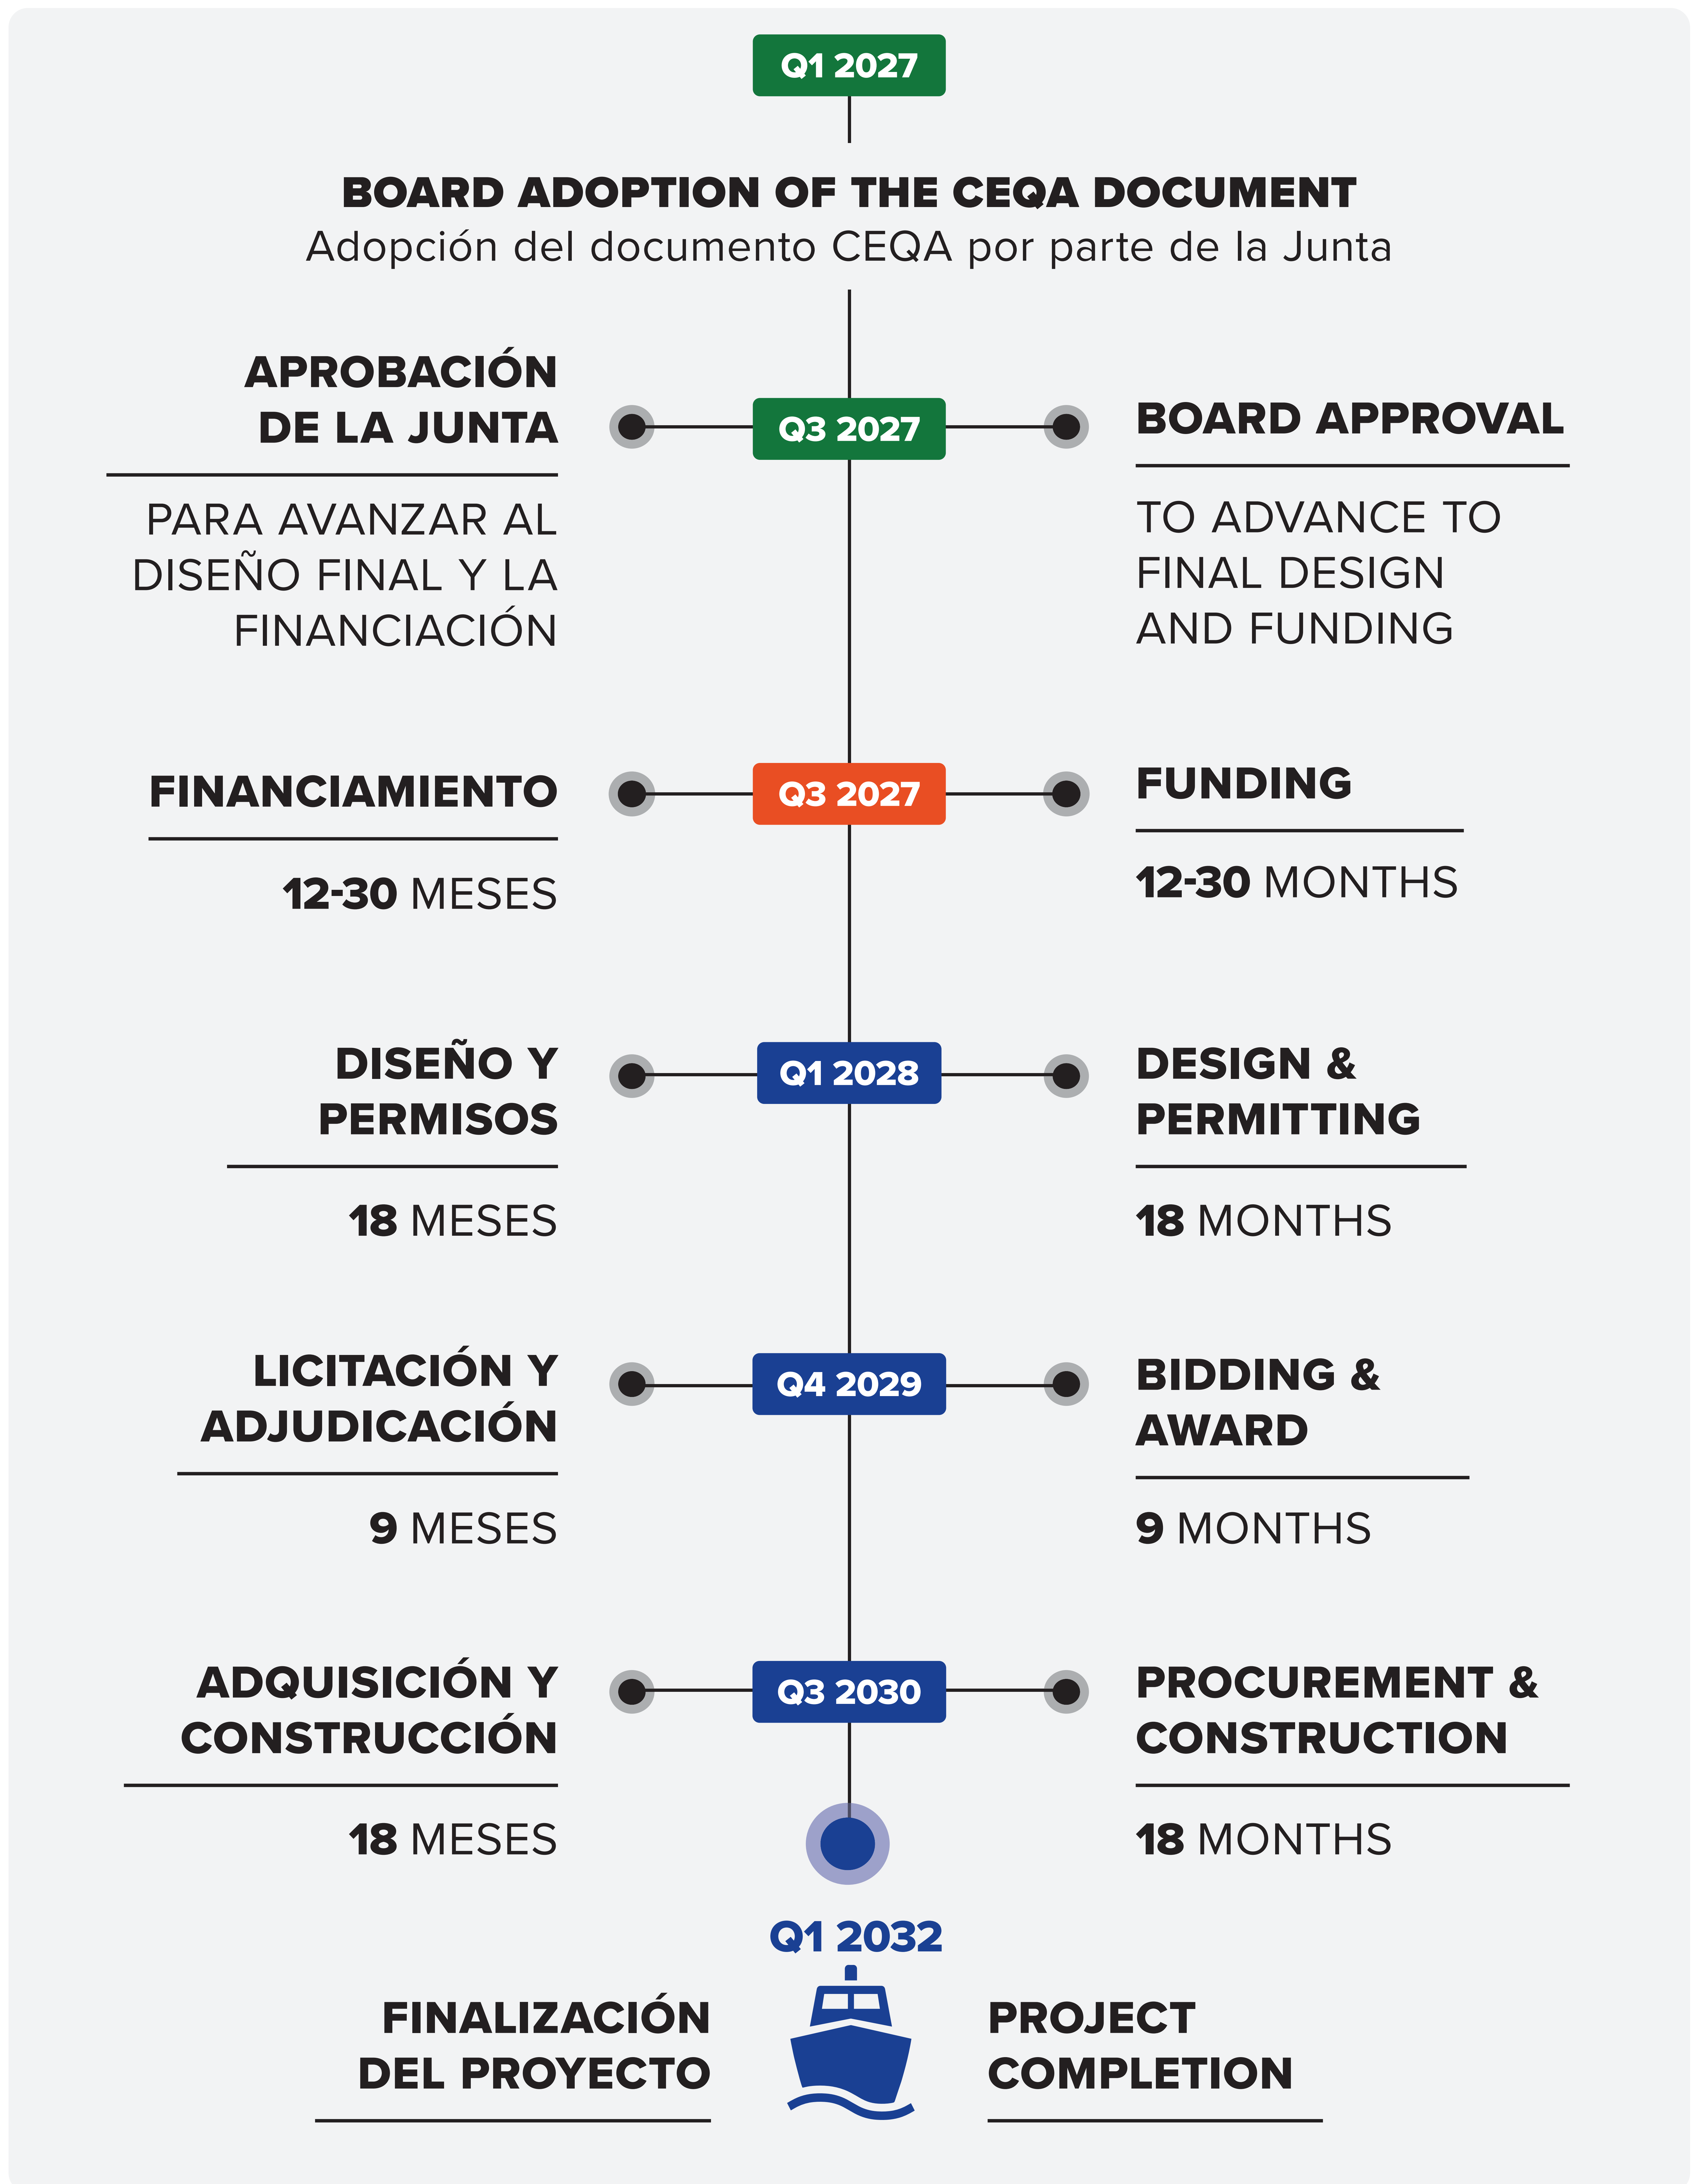 Q1 2027
BOARD ADOPTION OF THE CEQA DOCUMENT
Adopción del documento CEQA por parte de la Junta
APROBACIÓN
DE LA JUNTA
PARA AVANZAR AL
DISEÑO FINAL Y LA
FINANCIACIÓN
Q3 2027
BOARD APPROVAL
TO ADVANCE TO
FINAL DESIGN
AND FUNDING
FINANCIAMIENTO
12-30 MESES
Q3 2027
FUNDING
12-30 MONTHS
DISEÑO Y
PERMISOS
18 MESES
Q1 2028
DESIGN &
PERMITTING
18 MONTHS
LICITACIÓN Y
ADJUDICACIÓN
9 MESES
Q4 2029
BIDDING &
AWARD
9 MONTHS
ADQUISICIÓN Y
CONSTRUCCIÓN
18 MESES
Q3 2030
PROCUREMENT &
CONSTRUCTION
18 MONTHS
Q1 2032
FINALIZACIÓN
DEL PROYECTO
PROJECT
COMPLETION